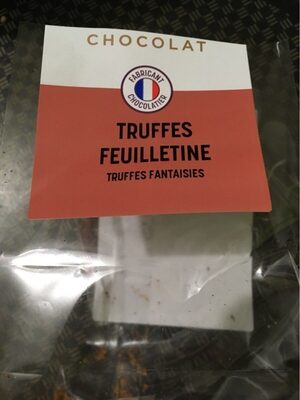 CHOCOLAT
FABRICANT
CHOCOLATIER
TRUFFES
FEUILLETINE
TRUFFES FANTAISIES